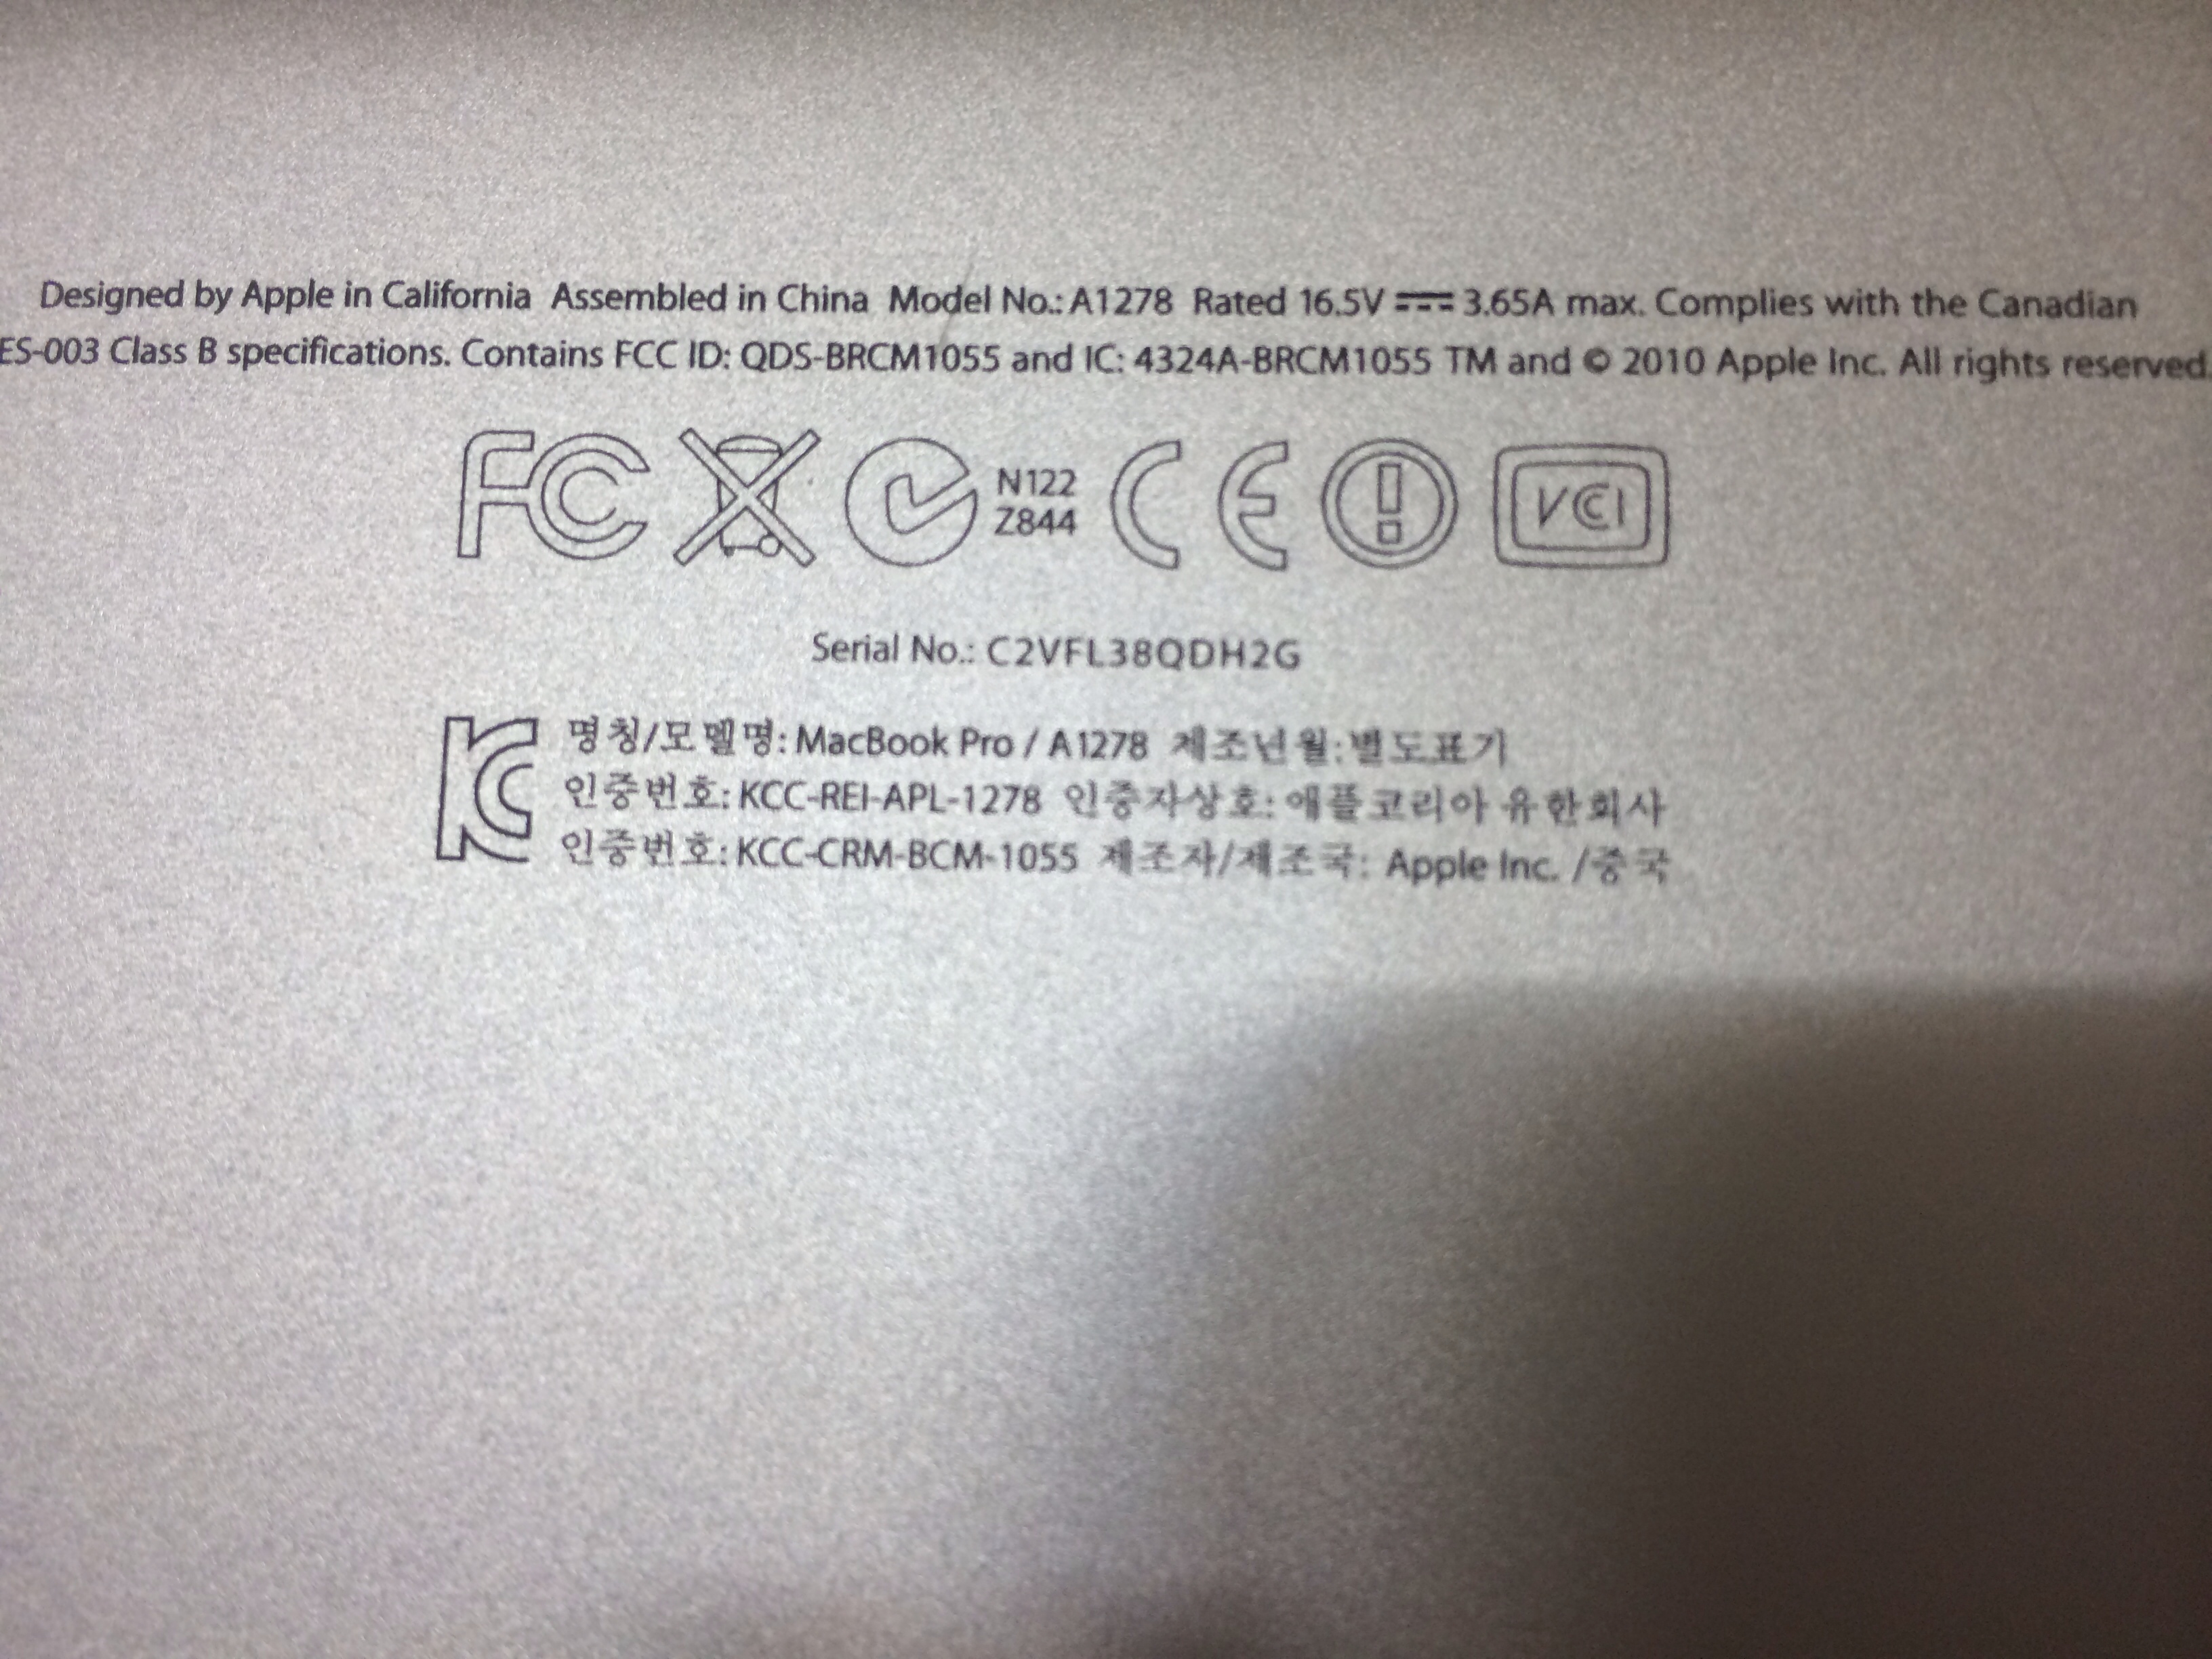 Designed by Apple in California Assembled in China Model No.: A1278 Rated 16.5V ⎓ 3.65A max. Complies with the Canadian
ES-003 Class B specifications. Contains FCC ID: QDS-BRCM1055 and IC: 4324A-BRCM1055 TM and © 2010 Apple Inc. All rights reserved.
FC N122 CE ! VCCI
Z844
Serial No.: C2VFL38QDH2G
명칭/모델명: MacBook Pro / A1278 제조년월:별도표기
인증번호: KCC-REI-APL-1278 인증자상호: 애플코리아 유한회사
인증번호: KCC-CRM-BCM-1055 제조자/제조국: Apple Inc. /중국